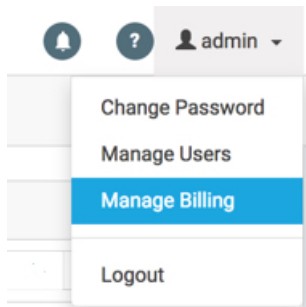 ? admin
Change Password
Manage Users
Manage Billing
Logout